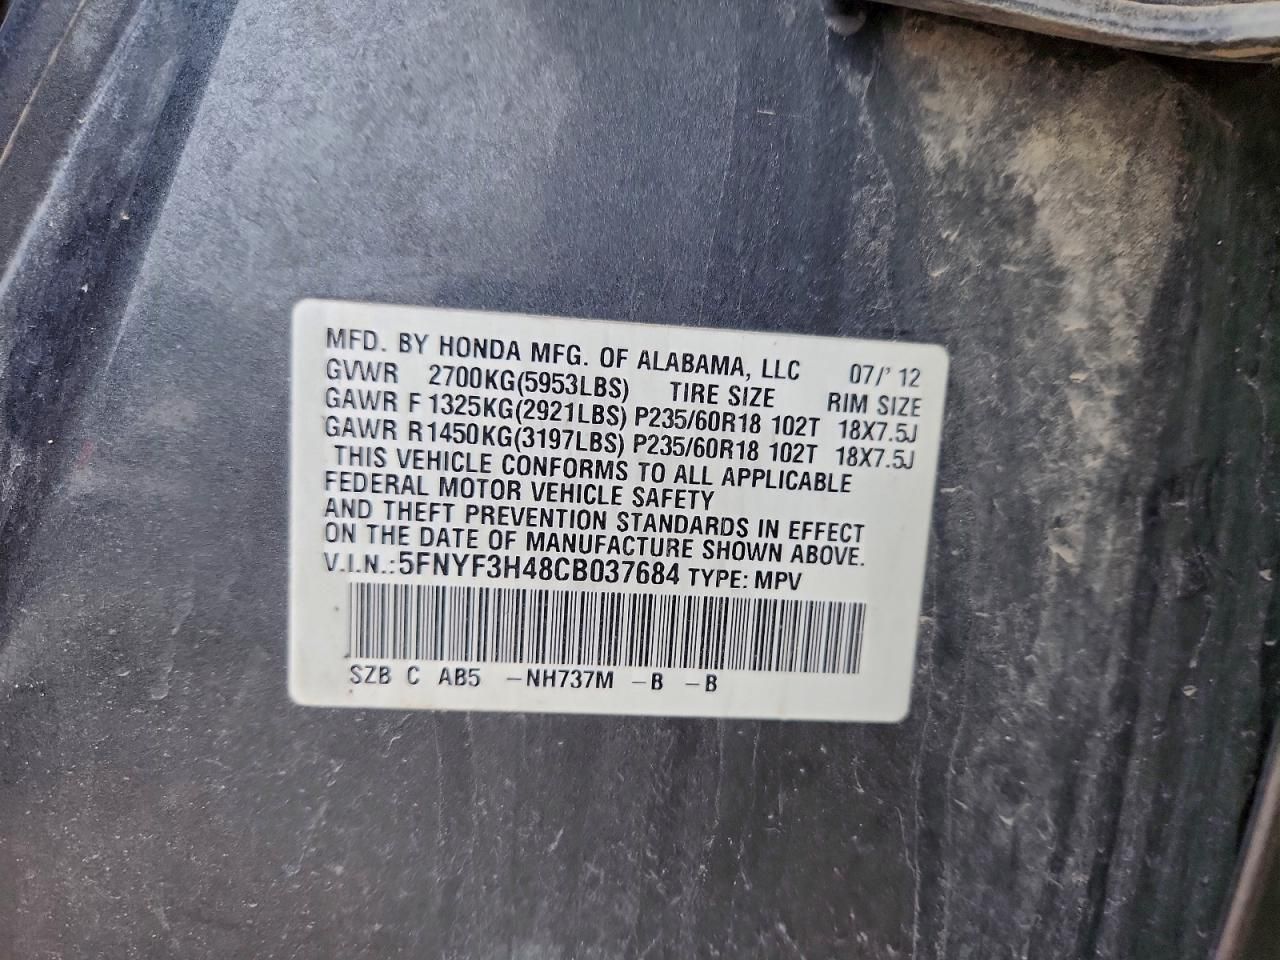 MFD. BY HONDA MFG. OF ALABAMA, LLC 07/' 12
GVWR 2700KG(5953LBS) TIRE SIZE RIM SIZE
GAWR F 1325KG(2921LBS) P235/60R18 102T 18X7.5J
GAWR R1450KG(3197LBS) P235/60R18 102T 18X7.5J
THIS VEHICLE CONFORMS TO ALL APPLICABLE
FEDERAL MOTOR VEHICLE SAFETY
AND THEFT PREVENTION STANDARDS IN EFFECT
ON THE DATE OF MANUFACTURE SHOWN ABOVE.
V.I.N.:5FNYF3H48CB037684 TYPE: MPV
SZB C AB5 -NH737M -B -B